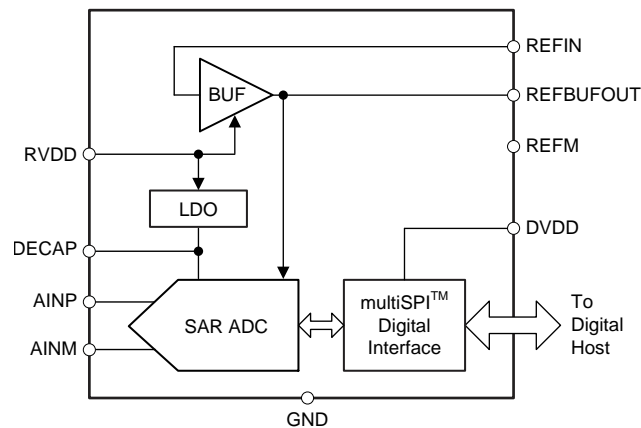 REFIN
BUF
REFBUFOUT
REFM
RVDD
LDO
DVDD
DECAP
AINP
SAR ADC
multiSPI™
Digital
Interface
To
Digital
Host
AINM
GND